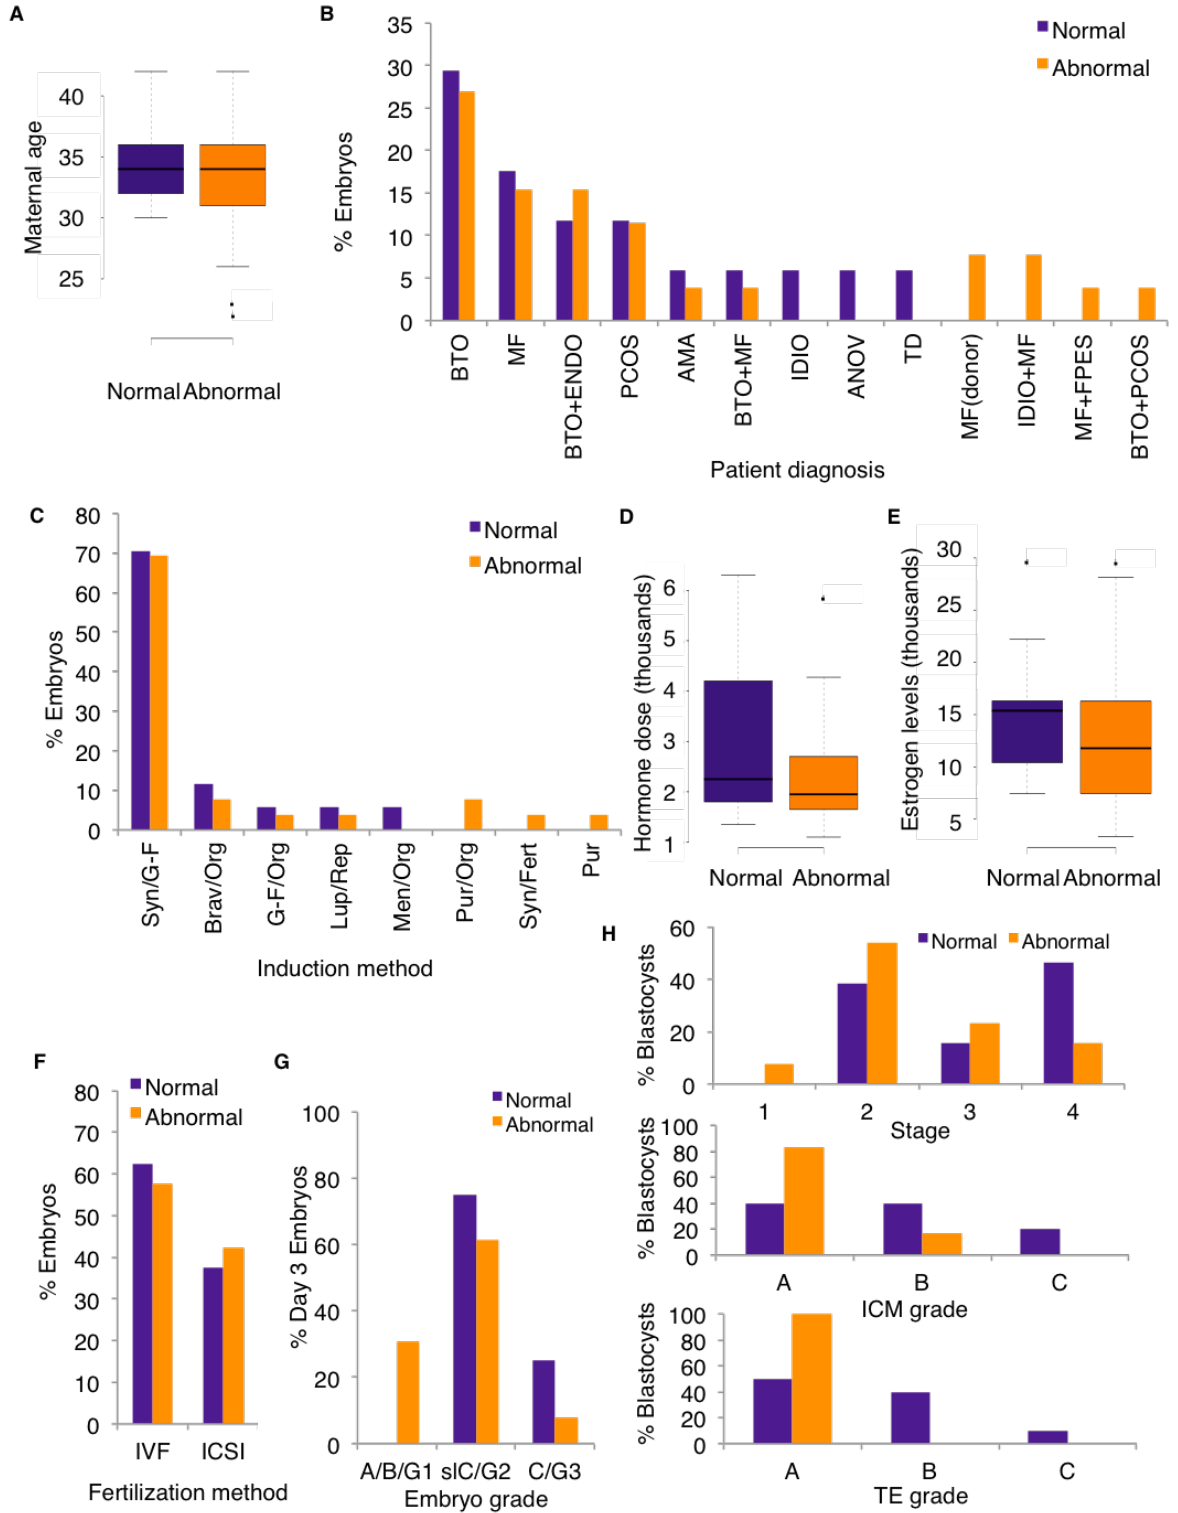 A
Maternal age
40
35
30
25
Normal Abnormal
B
% Embryos
35
30
25
20
15
10
5
0
Normal
Abnormal
BTO
MF
BTO+ENDO
PCOS
AMA
BTO+MF
IDIO
ANOV
TD
MF(donor)
IDIO+MF
MF+FPES
BTO+PCOS
Patient diagnosis
C
% Embryos
80
70
60
50
40
30
20
10
0
Normal
Abnormal
Syn/G-F
Brav/Org
G-F/Org
Lup/Rep
Men/Org
Pur/Org
Syn/Fert
Pur
Induction method
D
Hormone dose (thousands)
6
5
4
3
2
1
Normal Abnormal
E
Estrogen levels (thousands)
30
25
20
15
10
5
Normal Abnormal
F
% Embryos
80
70
60
50
40
30
20
10
0
Normal
Abnormal
IVF ICSI
Fertilization method
G
% Day 3 Embryos
100
80
60
40
20
0
Normal
Abnormal
A/B/G1 slC/G2 C/G3
Embryo grade
H
% Blastocysts
60
40
20
0
Normal Abnormal
1 2 3 4
Stage
% Blastocysts
100
80
60
40
20
0
A B C
ICM grade
% Blastocysts
100
80
60
40
20
0
A B C
TE grade